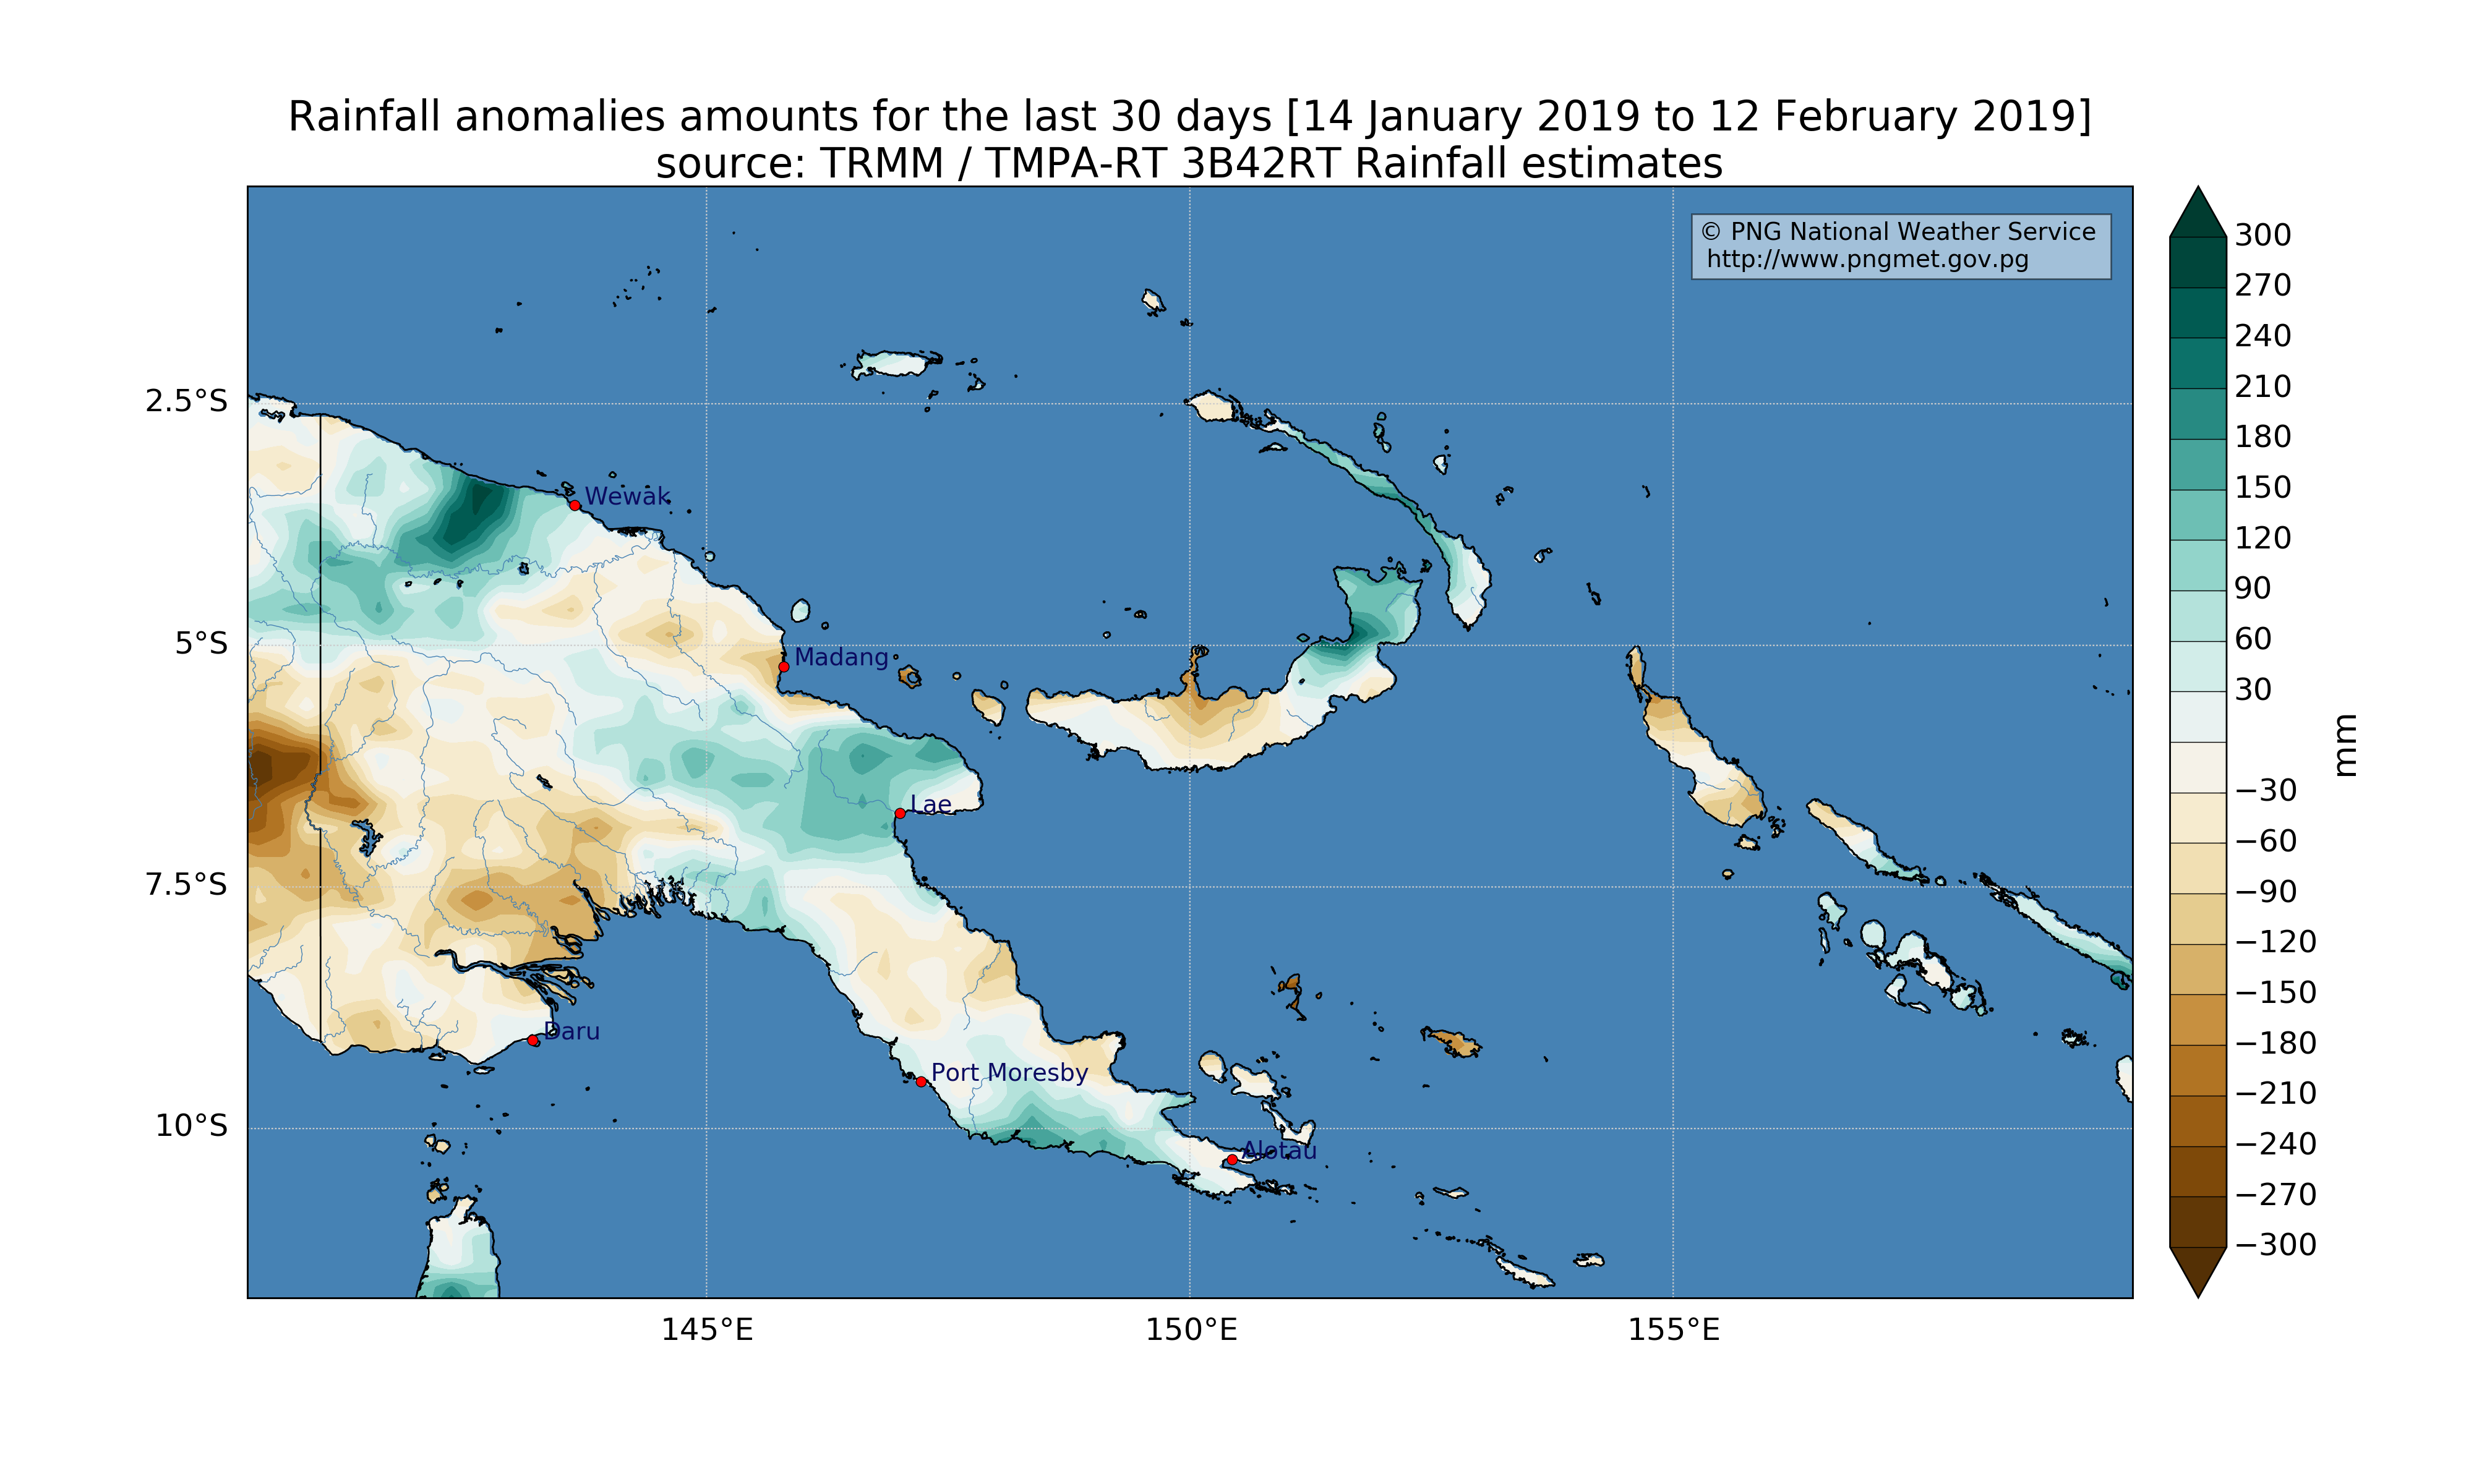 Rainfall anomalies amounts for the last 30 days [14 January 2019 to 12 February 2019]
source: TRMM / TMPA-RT 3B42RT Rainfall estimates
© PNG National Weather Service
http://www.pngmet.gov.pg
2.5°S
5°S
7.5°S
10°S
Wewak
Madang
Lae
Daru
Port Moresby
Alotau
145°E
150°E
155°E
300
270
240
210
180
150
120
90
60
30
−30
−60
−90
−120
−150
−180
−210
−240
−270
−300
mm